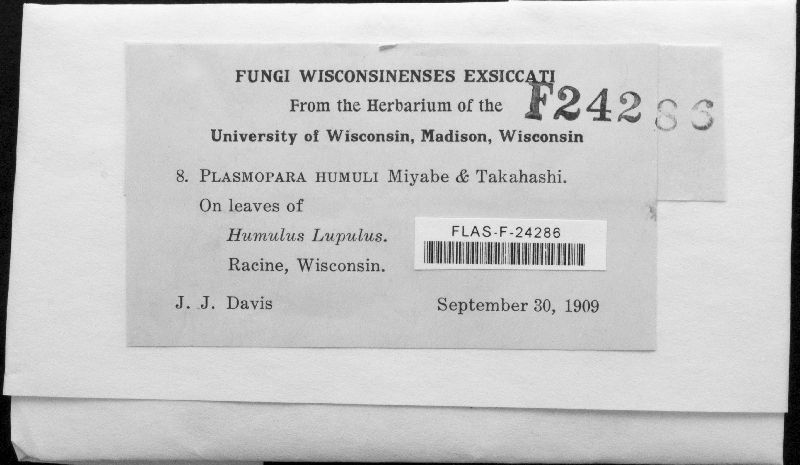 FUNGI WISCONSINENSES EXSICCATI
From the Herbarium of the
F24286
University of Wisconsin, Madison, Wisconsin
8. PLASMOPARA HUMULI Miyabe & Takahashi.
On leaves of
Humulus Lupulus.
FLAS-F-24286
Racine, Wisconsin.
J. J. Davis September 30, 1909